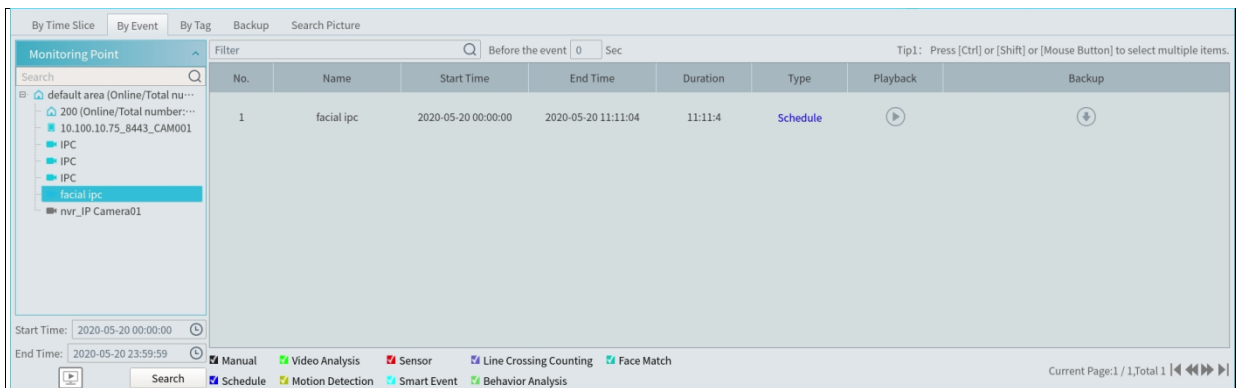 By Time Slice By Event By Tag Backup Search Picture
Monitoring Point
Filter Before the event 0 Sec Tip1: Press [Ctrl] or [Shift] or [Mouse Button] to select multiple items.
Search
No. Name Start Time End Time Duration Type Playback Backup
default area (Online/Total nu···
200 (Online/Total number:···
10.100.10.75_8443_CAM001
IPC
IPC
IPC
facial ipc
nvr_IP Camera01
1 facial ipc 2020-05-20 00:00:00 2020-05-20 11:11:04 11:11:4 Schedule
Start Time: 2020-05-20 00:00:00
End Time: 2020-05-20 23:59:59
Search
Manual Video Analysis Sensor Line Crossing Counting Face Match
Schedule Motion Detection Smart Event Behavior Analysis
Current Page:1 / 1,Total 1